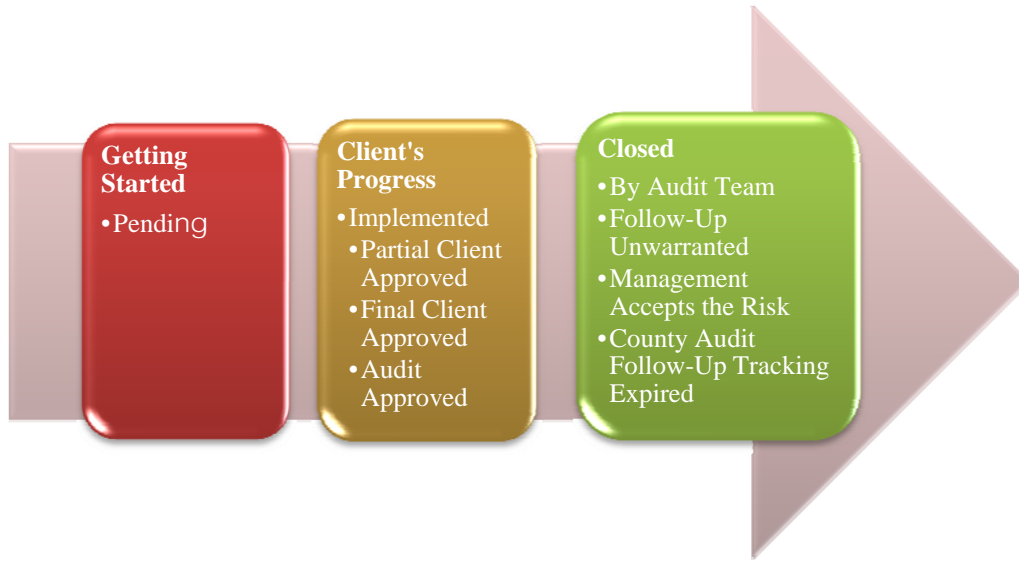 Getting
Started
•Pending
Client's
Progress
•Implemented
•Partial Client
Approved
•Final Client
Approved
•Audit
Approved
Closed
•By Audit Team
•Follow-Up
Unwarranted
•Management
Accepts the Risk
•County Audit
Follow-Up Tracking
Expired